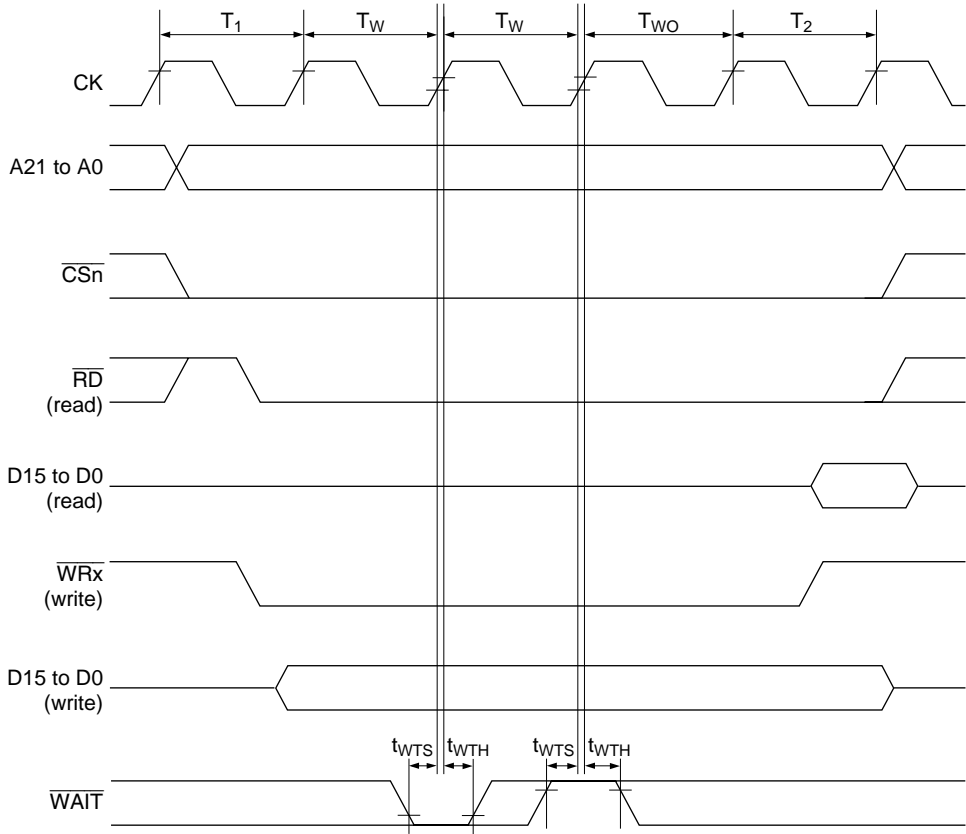 T1 TW TW TWO T2
CK
A21 to A0
CSn
RD
(read)
D15 to D0
(read)
WRx
(write)
D15 to D0
(write)
tWTS tWTH tWTS tWTH
WAIT